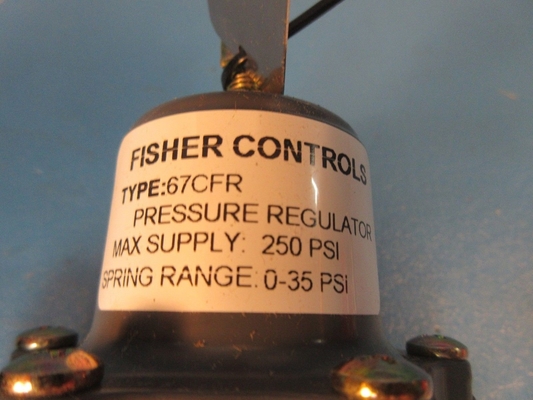 FISHER CONTROLS
TYPE:67CFR
PRESSURE REGULATOR
MAX SUPPLY: 250 PSI
SPRING RANGE: 0-35 PSi